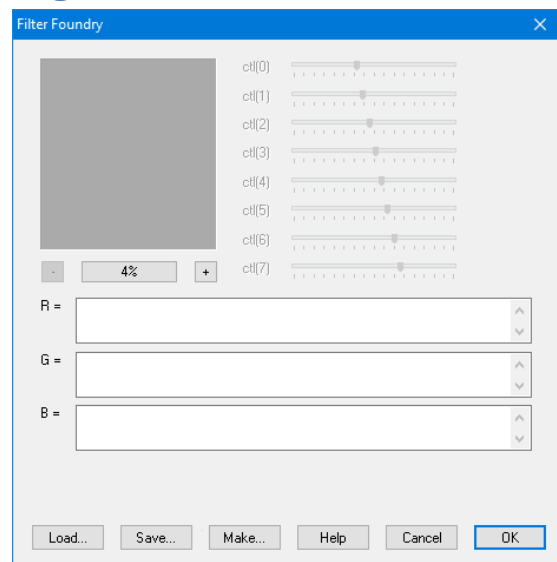 Filter Foundry
ctl(0)
ctl(1)
ctl(2)
ctl(3)
ctl(4)
ctl(5)
ctl(6)
ctl(7)
- 4% +
R =
G =
B =
Load... Save... Make... Help Cancel OK